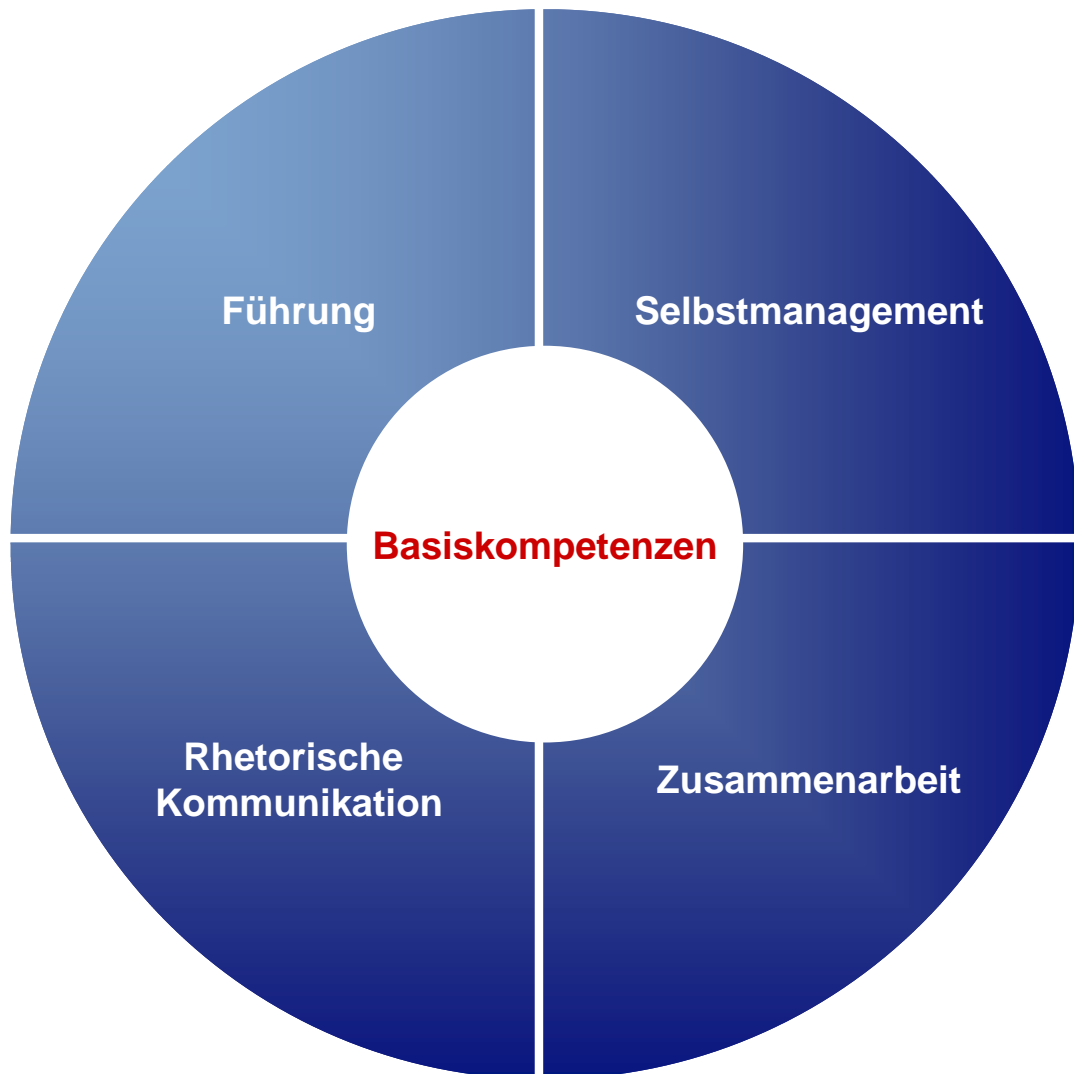 Führung
Selbstmanagement
Basiskompetenzen
Rhetorische
Kommunikation
Zusammenarbeit